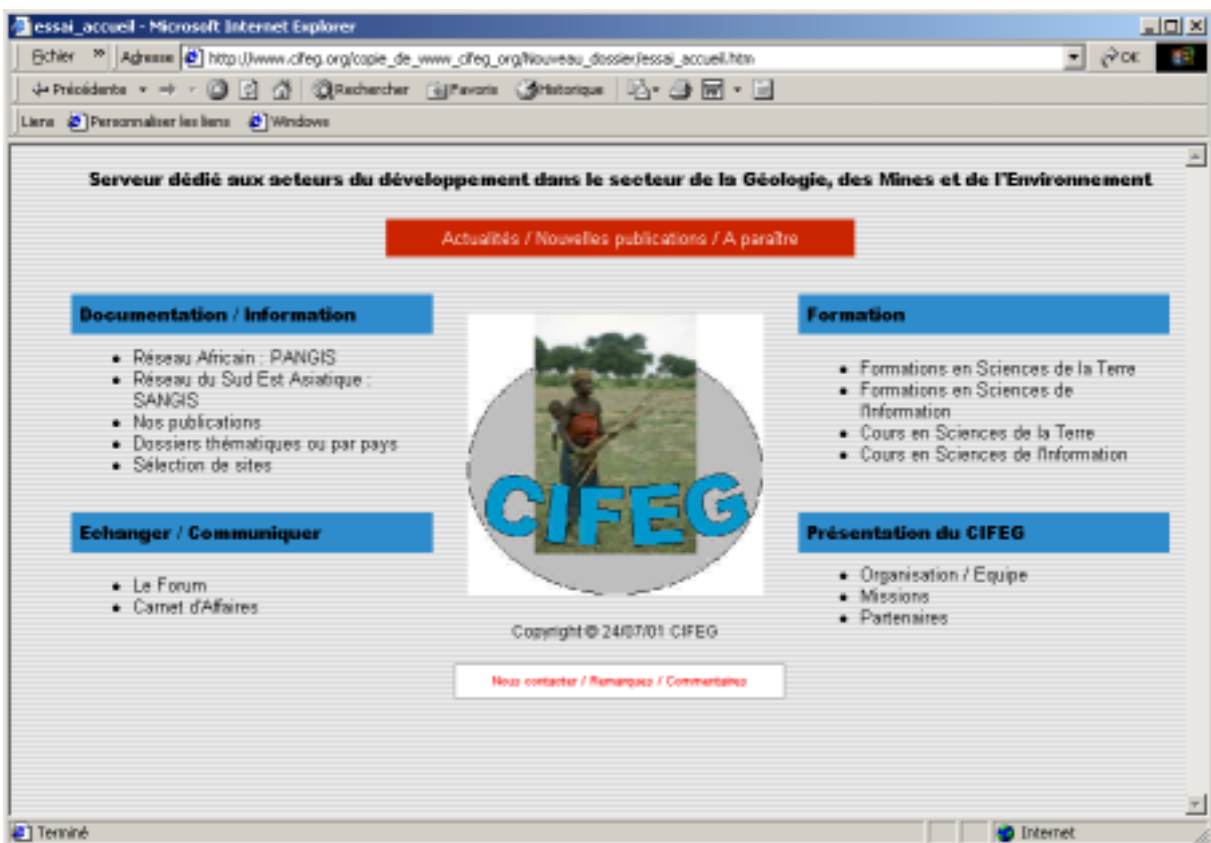 essai_accueil - Microsoft Internet Explorer
Fichier » Adresse http://www.cifeg.org/copie_de_www_cifeg_org/Nouveau_dossier/essai_accueil.htm OK
Précédente Rechercher Favoris Historique
Liens Personnaliser les liens Windows
Serveur dédié aux acteurs du développement dans le secteur de la Géologie, des Mines et de l'Environnement
Actualités / Nouvelles publications / A paraître
Documentation / Information
• Réseau Africain : PANGIS
• Réseau du Sud Est Asiatique :
SANGIS
• Nos publications
• Dossiers thématiques ou par pays
• Sélection de sites
Echanger / Communiquer
• Le Forum
• Carnet d'Affaires
CIFEG
Copyright © 24/07/01 CIFEG
Nous contacter / Remarques / Commentaires
Formation
• Formations en Sciences de la Terre
• Formations en Sciences de
l'Information
• Cours en Sciences de la Terre
• Cours en Sciences de l'Information
Présentation du CIFEG
• Organisation / Equipe
• Missions
• Partenaires
Terminé Internet